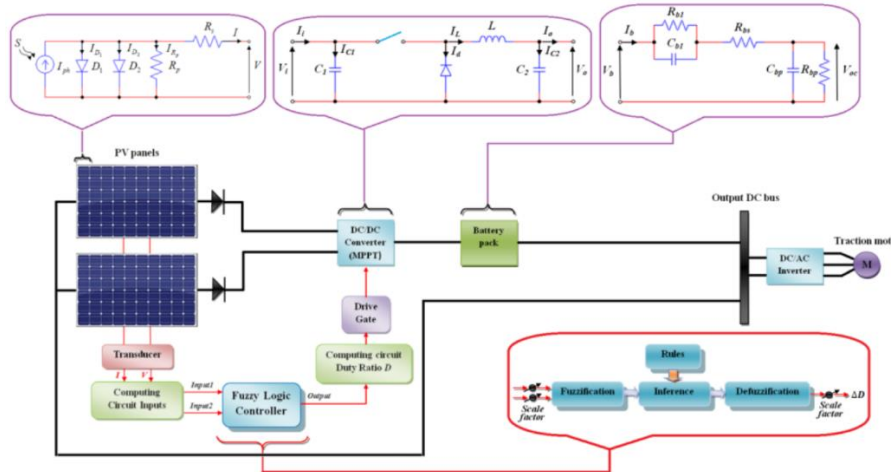 S
I_ph
I_D1
D_1
I_D1
D_2
I_Rp
R_p
R_s
I
V
I_i
V_i
I_C1
C_1
I_L
L
I_d
I_o
I_C2
C_2
V_o
I_b
V_b
R_b1
C_b1
R_bs
C_bp
R_bp
V_oc
PV panels
DC/DC
Converter
(MPPT)
Battery
pack
Output DC bus
DC/AC
Inverter
Traction mot
M
Drive
Gate
Transducer
I
V
Computing
Circuit Inputs
Input1
Input2
Fuzzy Logic
Controller
Output
Computing circuit
Duty Ratio D
Rules
Fuzzification
Inference
Defuzzification
ΔD
Scale
factor
Scale
factor